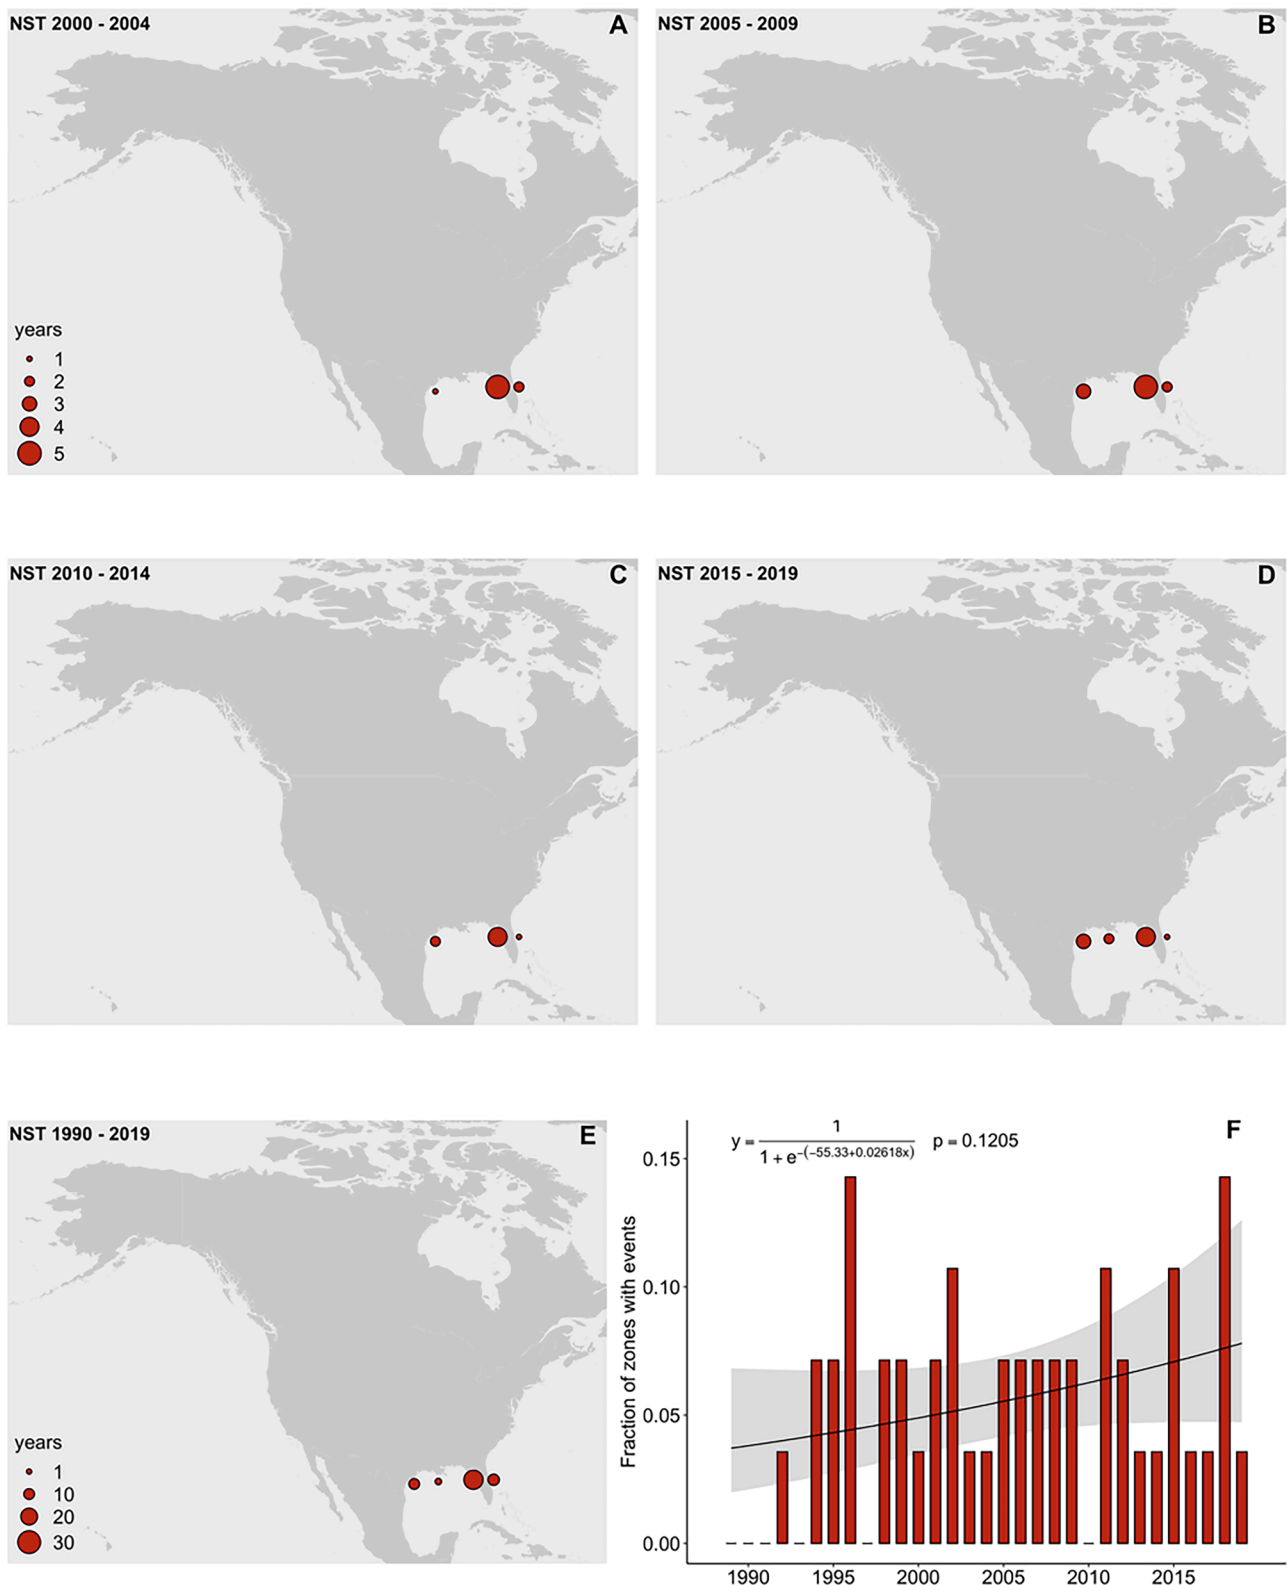 NST 2000 - 2004
A
years
1
2
3
4
5
NST 2005 - 2009
B
NST 2010 - 2014
C
NST 2015 - 2019
D
NST 1990 - 2019
E
years
1
10
20
30
F
y = 1 / 1 + e^-(-55.33+0.02618x) p = 0.1205
Fraction of zones with events
0.15
0.10
0.05
0.00
1990 1995 2000 2005 2010 2015